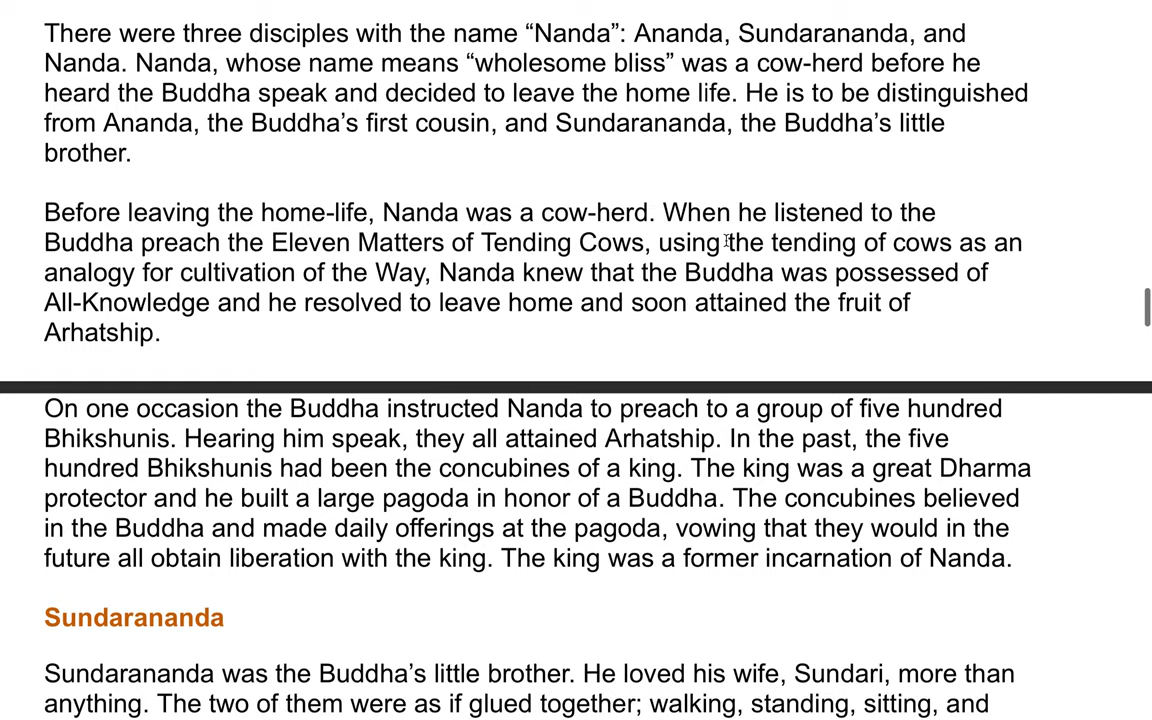 There were three disciples with the name “Nanda”: Ananda, Sundarananda, and
Nanda. Nanda, whose name means “wholesome bliss” was a cow-herd before he
heard the Buddha speak and decided to leave the home life. He is to be distinguished
from Ananda, the Buddha’s first cousin, and Sundarananda, the Buddha’s little
brother.
Before leaving the home-life, Nanda was a cow-herd. When he listened to the
Buddha preach the Eleven Matters of Tending Cows, using the tending of cows as an
analogy for cultivation of the Way, Nanda knew that the Buddha was possessed of
All-Knowledge and he resolved to leave home and soon attained the fruit of
Arhatship.
On one occasion the Buddha instructed Nanda to preach to a group of five hundred
Bhikshunis. Hearing him speak, they all attained Arhatship. In the past, the five
hundred Bhikshunis had been the concubines of a king. The king was a great Dharma
protector and he built a large pagoda in honor of a Buddha. The concubines believed
in the Buddha and made daily offerings at the pagoda, vowing that they would in the
future all obtain liberation with the king. The king was a former incarnation of Nanda.
Sundarananda
Sundarananda was the Buddha’s little brother. He loved his wife, Sundari, more than
anything. The two of them were as if glued together; walking, standing, sitting, and